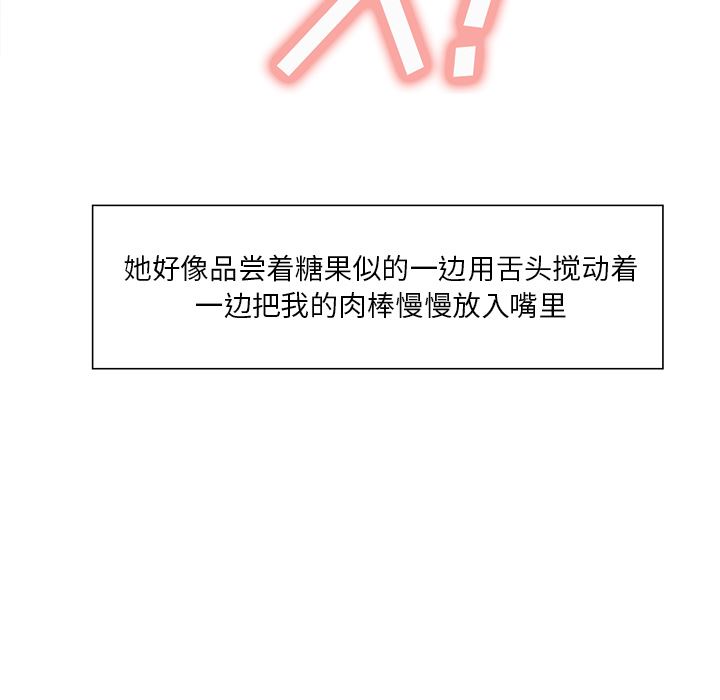 她好像品尝着糖果似的一边用舌头搅动着
一边把我的肉棒慢慢放入嘴里